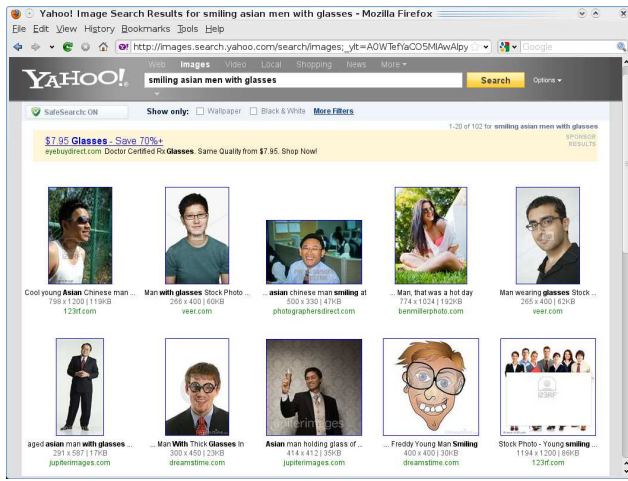 Yahoo! Image Search Results for smiling asian men with glasses - Mozilla Firefox
File Edit View History Bookmarks Tools Help
http://images.search.yahoo.com/search/images;_ylt=A0WTefYaCO5MlAwAlpy
Google
Web Images Video Local Shopping News More
YAHOO!
smiling asian men with glasses
Search
Options
SafeSearch: ON
Show only: Wallpaper Black & White More Filters
1-20 of 102 for smiling asian men with glasses
$7.95 Glasses - Save 70%+
SPONSOR RESULTS
eyebuydirect.com Doctor Certified Rx Glasses. Same Quality from $7.95. Shop Now!
Cool young Asian Chinese man ...
798 x 1200 | 119KB
123rf.com
Man with glasses Stock Photo ...
266 x 400 | 60KB
veer.com
... asian chinese man smiling at
500 x 330 | 47KB
photographersdirect.com
... Man, that was a hot day
774 x 1024 | 192KB
benmillerphoto.com
Man wearing glasses Stock ...
265 x 400 | 62KB
veer.com
aged asian man with glasses ...
291 x 587 | 17KB
jupiterimages.com
... Man With Thick Glasses In
300 x 450 | 23KB
dreamstime.com
jupiterimages
Asian man holding glass of ...
414 x 412 | 35KB
jupiterimages.com
... Freddy Young Man Smiling
400 x 400 | 30KB
dreamstime.com
123RF
Stock Photo - Young smiling ...
1194 x 1200 | 86KB
123rf.com